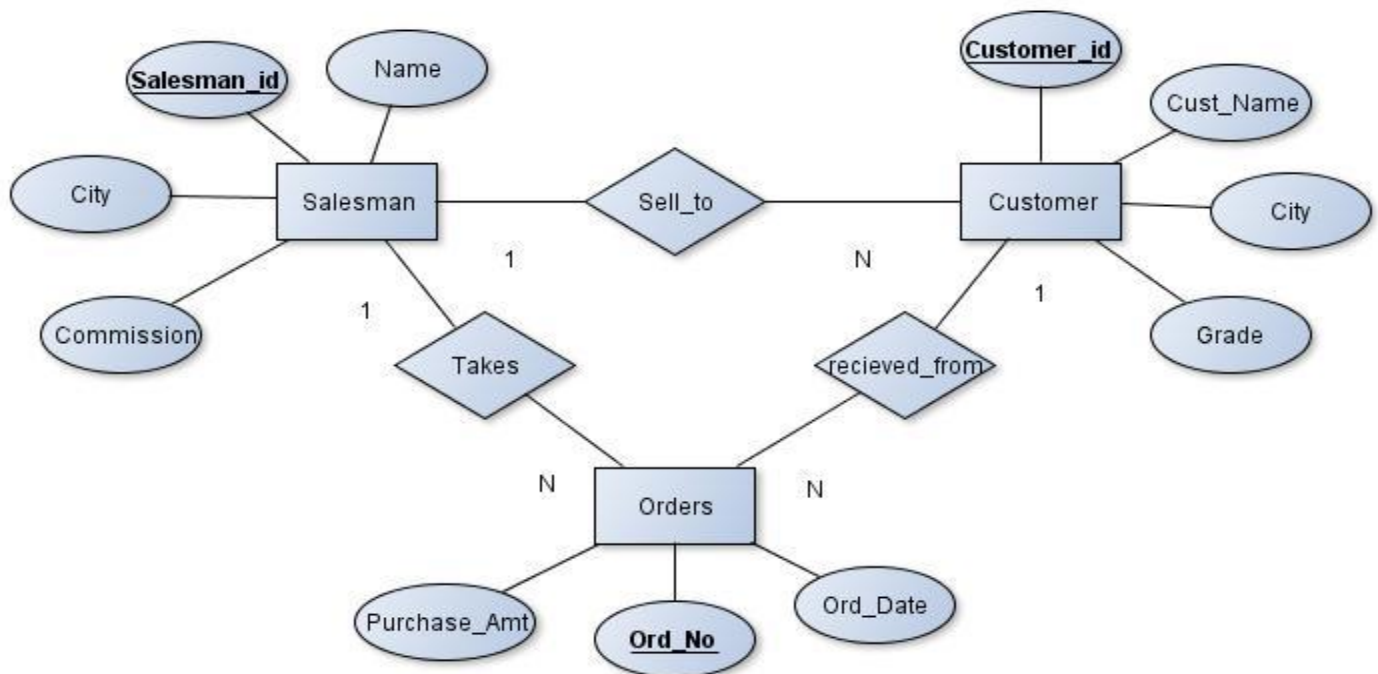 Customer_id
Salesman_id
Name
Cust_Name
City
Salesman
Sell_to
Customer
City
1
N
1
1
Commission
Takes
recieved_from
Grade
N
N
Orders
Purchase_Amt
Ord_No
Ord_Date